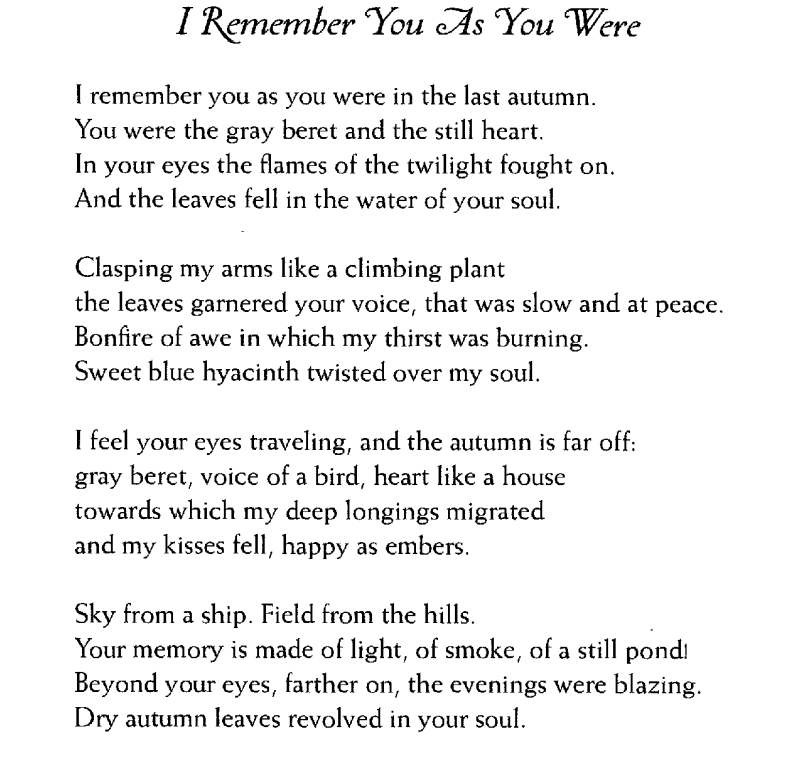 I Remember You As You Were
I remember you as you were in the last autumn.
You were the gray beret and the still heart.
In your eyes the flames of the twilight fought on.
And the leaves fell in the water of your soul.
Clasping my arms like a climbing plant
the leaves garnered your voice, that was slow and at peace.
Bonfire of awe in which my thirst was burning.
Sweet blue hyacinth twisted over my soul.
I feel your eyes traveling, and the autumn is far off:
gray beret, voice of a bird, heart like a house
towards which my deep longings migrated
and my kisses fell, happy as embers.
Sky from a ship. Field from the hills.
Your memory is made of light, of smoke, of a still pond!
Beyond your eyes, farther on, the evenings were blazing.
Dry autumn leaves revolved in your soul.